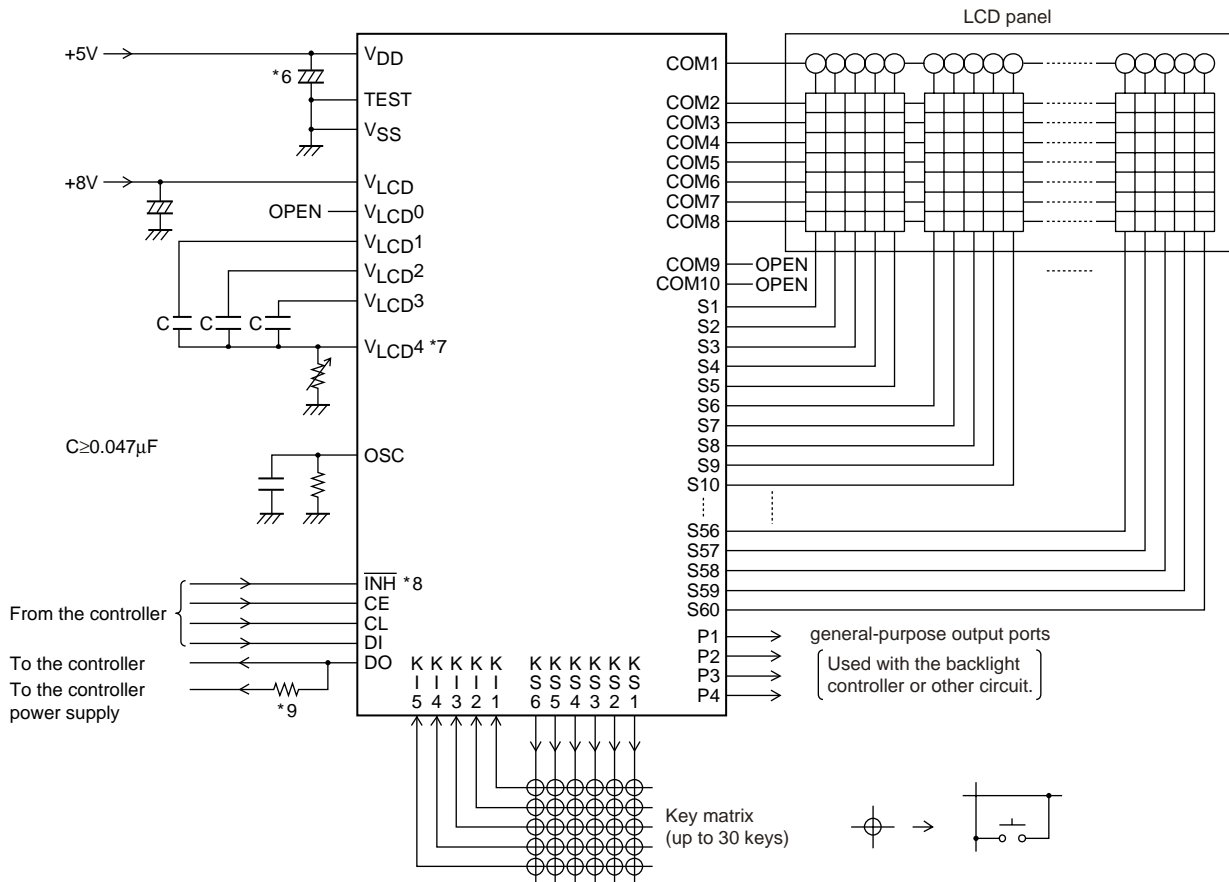 LCD panel
+5V
VDD
*6
TEST
VSS
+8V
VLCD
OPEN
VLCD0
VLCD1
VLCD2
VLCD3
C
C
C
VLCD4 *7
C≥0.047μF
OSC
From the controller
INH *8
CE
CL
DI
To the controller
DO
To the controller
power supply
*9
KI5
KI4
KI3
KI2
KI1
KS6
KS5
KS4
KS3
KS2
KS1
COM1
COM2
COM3
COM4
COM5
COM6
COM7
COM8
COM9
OPEN
COM10
OPEN
S1
S2
S3
S4
S5
S6
S7
S8
S9
S10
S56
S57
S58
S59
S60
P1
P2
P3
P4
general-purpose output ports
Used with the backlight
controller or other circuit.
Key matrix
(up to 30 keys)